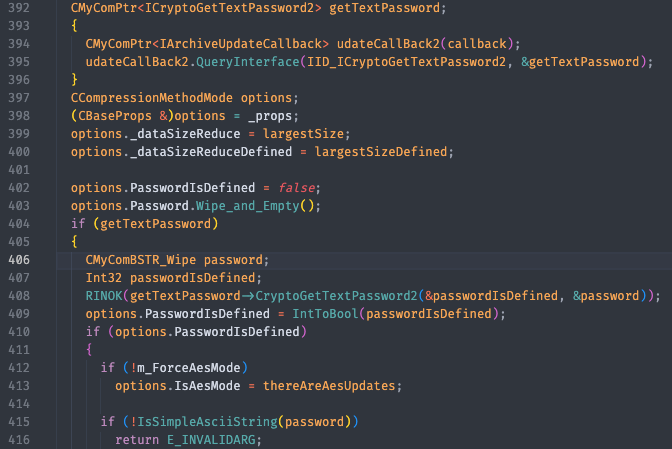 392 CMyComPtr<ICryptoGetTextPassword2> getTextPassword;
393 {
394 CMyComPtr<IArchiveUpdateCallback> udateCallBack2(callback);
395 udateCallBack2.QueryInterface(IID_ICryptoGetTextPassword2, &getTextPassword);
396 }
397 CCompressionMethodMode options;
398 (CBaseProps &)options = _props;
399 options._dataSizeReduce = largestSize;
400 options._dataSizeReduceDefined = largestSizeDefined;
401
402 options.PasswordIsDefined = false;
403 options.Password.Wipe_and_Empty();
404 if (getTextPassword)
405 {
406 CMyComBSTR_Wipe password;
407 Int32 passwordIsDefined;
408 RINOK(getTextPassword->CryptoGetTextPassword2(&passwordIsDefined, &password));
409 options.PasswordIsDefined = IntToBool(passwordIsDefined);
410 if (options.PasswordIsDefined)
411 {
412 if (!m_ForceAesMode)
413 options.IsAesMode = thereAreAesUpdates;
414
415 if (!IsSimpleAsciiString(password))
416 return E_INVALIDARG;